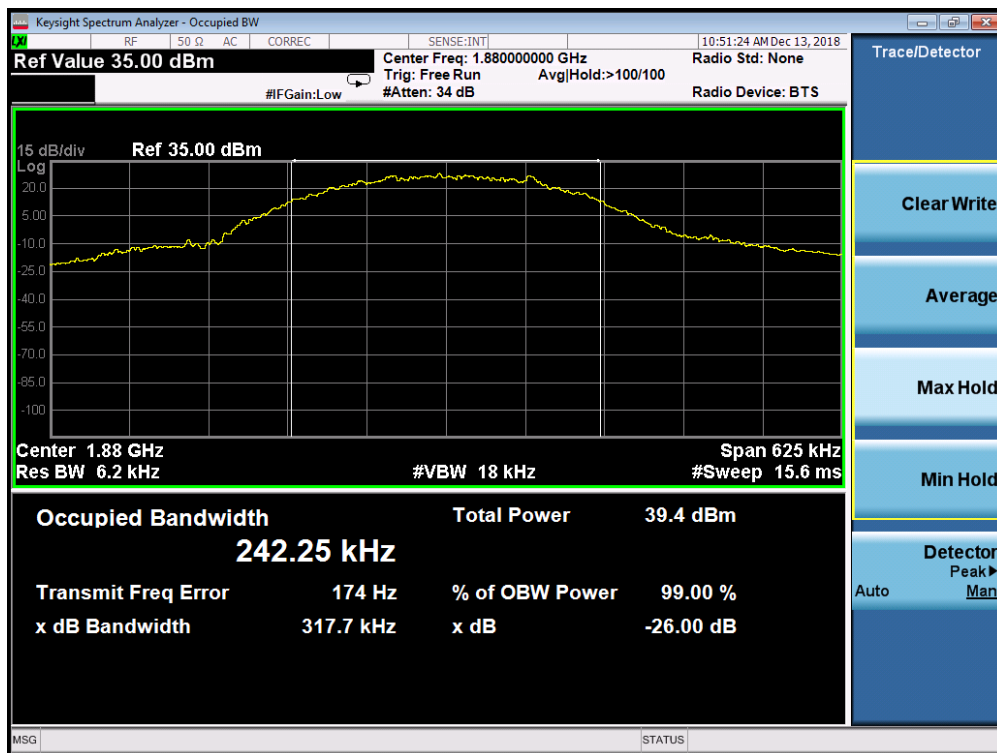 Keysight Spectrum Analyzer - Occupied BW
LXI RF 50 Ω AC CORREC SENSE:INT 10:51:24 AM Dec 13, 2018
Ref Value 35.00 dBm
Center Freq: 1.880000000 GHz
Radio Std: None
Trig: Free Run Avg|Hold:>100/100
#IFGain:Low
#Atten: 34 dB
Radio Device: BTS
Trace/Detector
15 dB/div Ref 35.00 dBm
Log
20.0
5.00
-10.0
-25.0
-40.0
-55.0
-70.0
-85.0
-100
Center 1.88 GHz Span 625 kHz
Res BW 6.2 kHz #VBW 18 kHz #Sweep 15.6 ms
Occupied Bandwidth Total Power 39.4 dBm
242.25 kHz
Transmit Freq Error 174 Hz % of OBW Power 99.00 %
x dB Bandwidth 317.7 kHz x dB -26.00 dB
Clear Write
Average
Max Hold
Min Hold
Detector
Peak
Auto Man
MSG STATUS